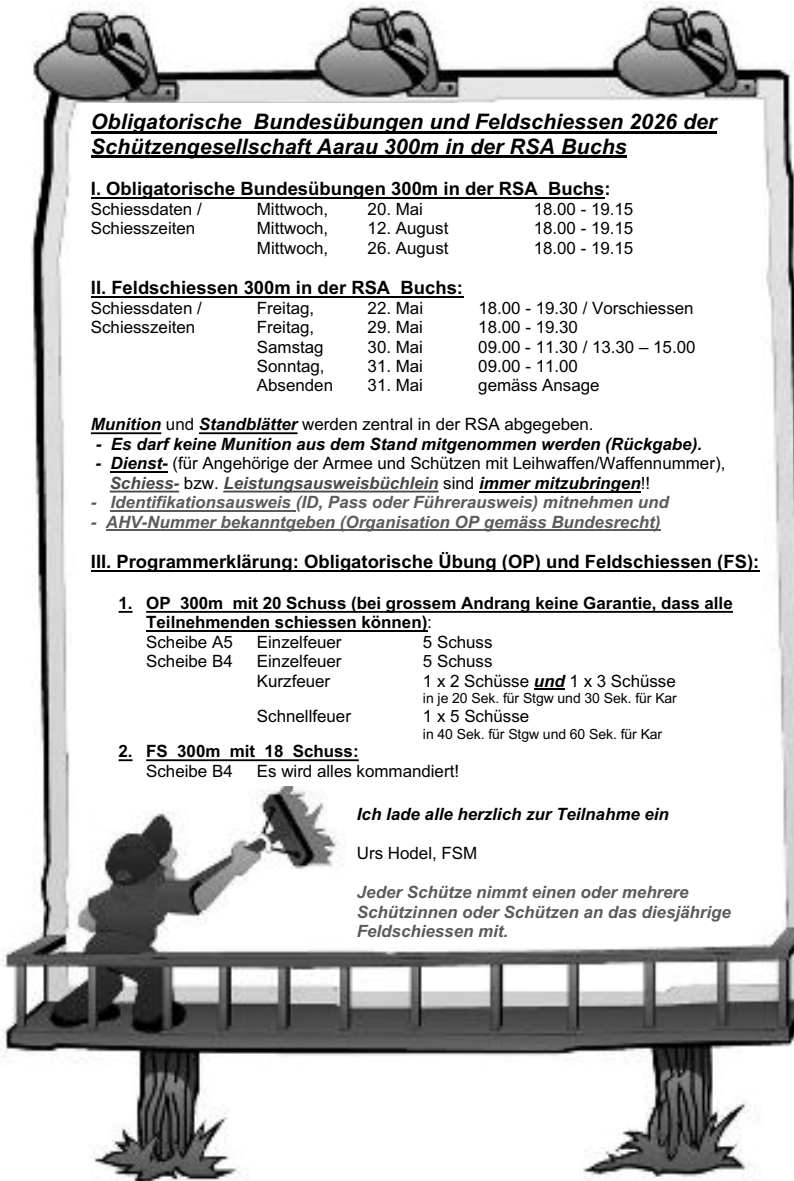 Obligatorische Bundesübungen und Feldschiessen 2026 der
Schützengesellschaft Aarau 300m in der RSA Buchs
I. Obligatorische Bundesübungen 300m in der RSA Buchs:
Schiessdaten / Mittwoch, 20. Mai 18.00 - 19.15
Schiesszeiten Mittwoch, 12. August 18.00 - 19.15
Mittwoch, 26. August 18.00 - 19.15
II. Feldschiessen 300m in der RSA Buchs:
Schiessdaten / Freitag, 22. Mai 18.00 - 19.30 / Vorschiessen
Schiesszeiten Freitag, 29. Mai 18.00 - 19.30
Samstag 30. Mai 09.00 - 11.30 / 13.30 – 15.00
Sonntag, 31. Mai 09.00 - 11.00
Absenden 31. Mai gemäss Ansage
Munition und Standblätter werden zentral in der RSA abgegeben.
- Es darf keine Munition aus dem Stand mitgenommen werden (Rückgabe).
- Dienst- (für Angehörige der Armee und Schützen mit Leihwaffen/Waffennummer),
Schiess- bzw. Leistungsausweisbüchlein sind immer mitzubringen!!
- Identifikationsausweis (ID, Pass oder Führerausweis) mitnehmen und
- AHV-Nummer bekanntgeben (Organisation OP gemäss Bundesrecht)
III. Programmerklärung: Obligatorische Übung (OP) und Feldschiessen (FS):
1. OP 300m mit 20 Schuss (bei grossem Andrang keine Garantie, dass alle
Teilnehmenden schiessen können):
Scheibe A5 Einzelfeuer 5 Schuss
Scheibe B4 Einzelfeuer 5 Schuss
Kurzfeuer 1 x 2 Schüsse und 1 x 3 Schüsse
in je 20 Sek. für Stgw und 30 Sek. für Kar
Schnellfeuer 1 x 5 Schüsse
in 40 Sek. für Stgw und 60 Sek. für Kar
2. FS 300m mit 18 Schuss:
Scheibe B4 Es wird alles kommandiert!
Ich lade alle herzlich zur Teilnahme ein
Urs Hodel, FSM
Jeder Schütze nimmt einen oder mehrere
Schützinnen oder Schützen an das diesjährige
Feldschiessen mit.